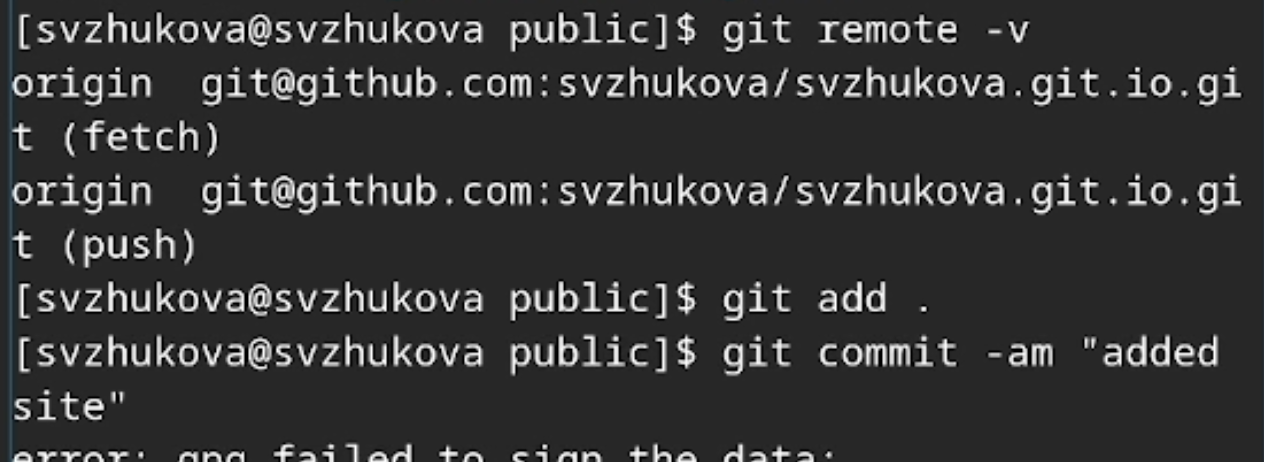 [svzhukova@svzhukova public]$ git remote -v
origin  git@github.com:svzhukova/svzhukova.git.io.gi
t (fetch)
origin  git@github.com:svzhukova/svzhukova.git.io.gi
t (push)
[svzhukova@svzhukova public]$ git add .
[svzhukova@svzhukova public]$ git commit -am "added
site"
error: gpg failed to sign the data: